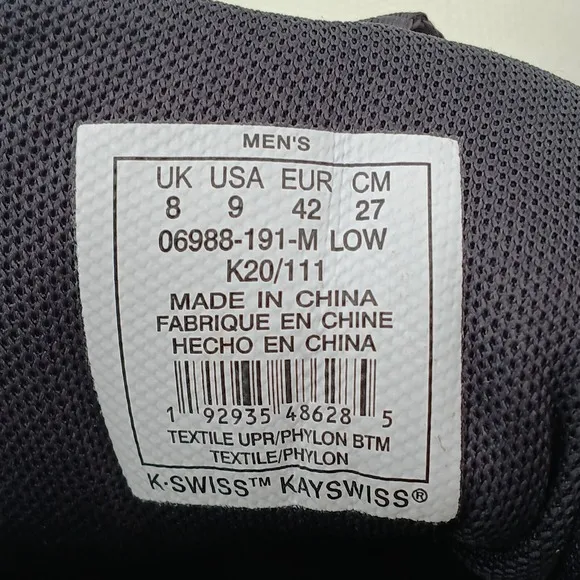 MEN'S
UK USA EUR CM
8 9 42 27
06988-191-M LOW
K20/111
MADE IN CHINA
FABRIQUE EN CHINE
HECHO EN CHINA
1 92935 48628 5
TEXTILE UPR/PHYLON BTM
TEXTILE/PHYLON
K·SWISS™ KAYSWISS®